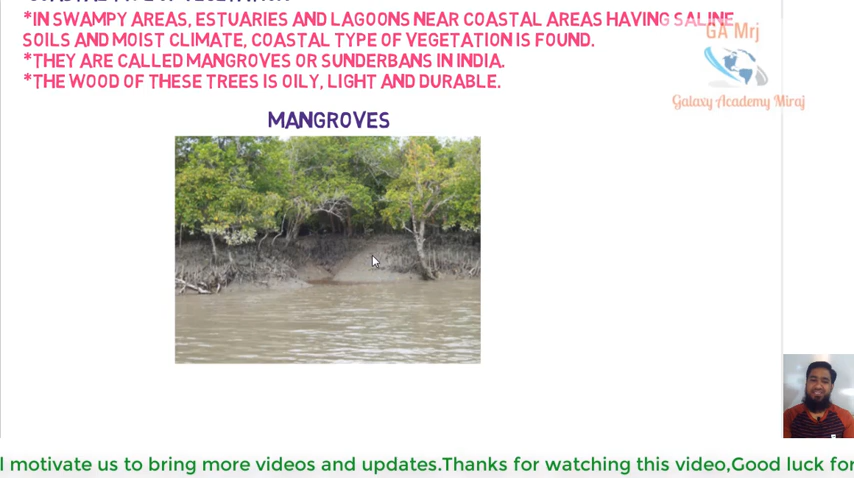 *IN SWAMPY AREAS, ESTUARIES AND LAGOONS NEAR COASTAL AREAS HAVING SALINE
SOILS AND MOIST CLIMATE, COASTAL TYPE OF VEGETATION IS FOUND.
*THEY ARE CALLED MANGROVES OR SUNDERBANS IN INDIA.
*THE WOOD OF THESE TREES IS OILY, LIGHT AND DURABLE.
GA Mrj
Galaxy Academy Miraj
MANGROVES
l motivate us to bring more videos and updates.Thanks for watching this video,Good luck for